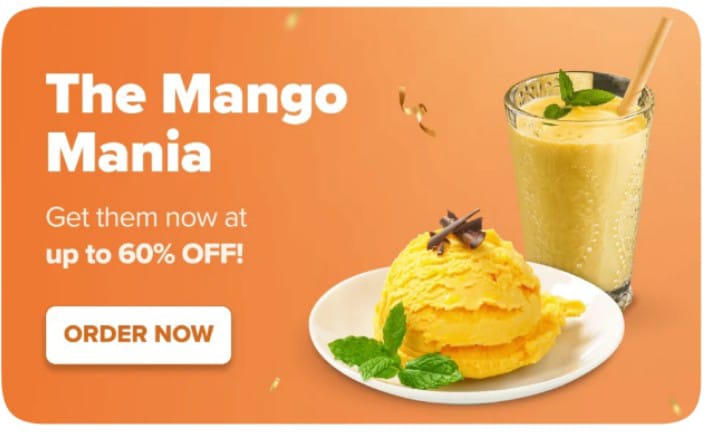 The Mango
Mania
Get them now at
up to 60% OFF!
ORDER NOW